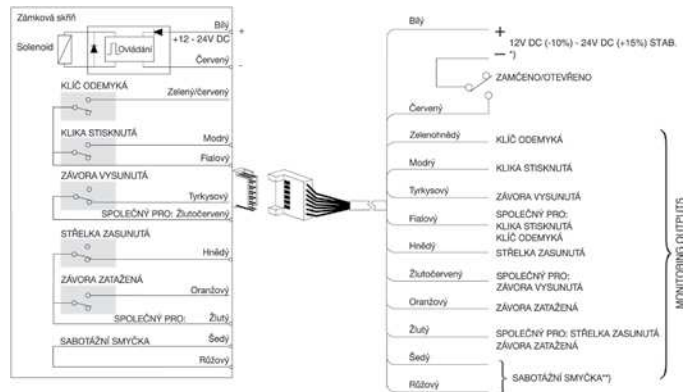 Zámková skříň
Bílý
+
+12 - 24V DC
Solenoid
Ovládání
Červený
-
KLÍČ ODEMYKÁ
Zelený/červený
KLIKA STISKNUTÁ
Modrý
Fialový
ZÁVORA VYSUNUTÁ
Tyrkysový
SPOLEČNÝ PRO: Žlutočervený
STŘELKA ZASUNUTÁ
Hnědý
ZÁVORA ZATAŽENÁ
Oranžový
SPOLEČNÝ PRO: Žlutý
SABOTÁŽNÍ SMYČKA
Šedý
Růžový
Bílý
+
12V DC (-10%) - 24V DC (+15%) STAB.
- *)
ZAMČENO/OTEVŘENO
Červený
Zelenohnědý
KLÍČ ODEMYKÁ
Modrý
KLIKA STISKNUTÁ
Tyrkysový
ZÁVORA VYSUNUTÁ
Fialový
SPOLEČNÝ PRO:
KLIKA STISKNUTÁ
KLÍČ ODEMYKÁ
Hnědý
STŘELKA ZASUNUTÁ
Žlutočervený
SPOLEČNÝ PRO:
ZÁVORA VYSUNUTÁ
Oranžový
ZÁVORA ZATAŽENÁ
Žlutý
SPOLEČNÝ PRO: STŘELKA ZASUNUTÁ
ZÁVORA ZATAŽENÁ
Šedý
SABOTÁŽNÍ SMYČKA**)
Růžový
MONITORING OUTPUTS